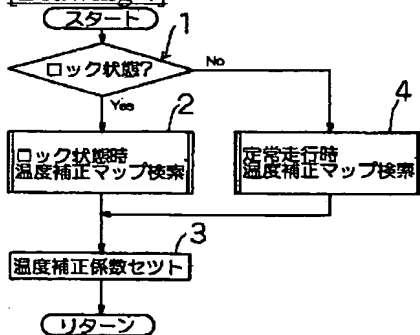 スタート
1
ロック状態?
No
Yes
2
4
ロック状態時
温度補正マップ検索
定常走行時
温度補正マップ検索
3
温度補正係数セット
リターン